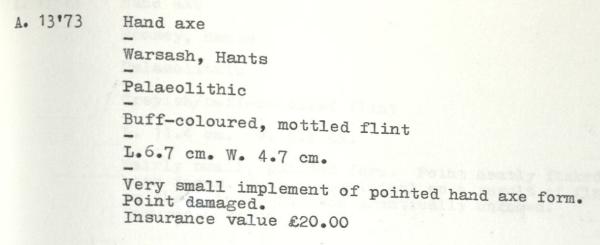 A. 13'73 Hand axe
–
Warsash, Hants
–
Palaeolithic
–
Buff-coloured, mottled flint
–
L.6.7 cm. W. 4.7 cm.
–
Very small implement of pointed hand axe form.
Point damaged.
Insurance value £20.00